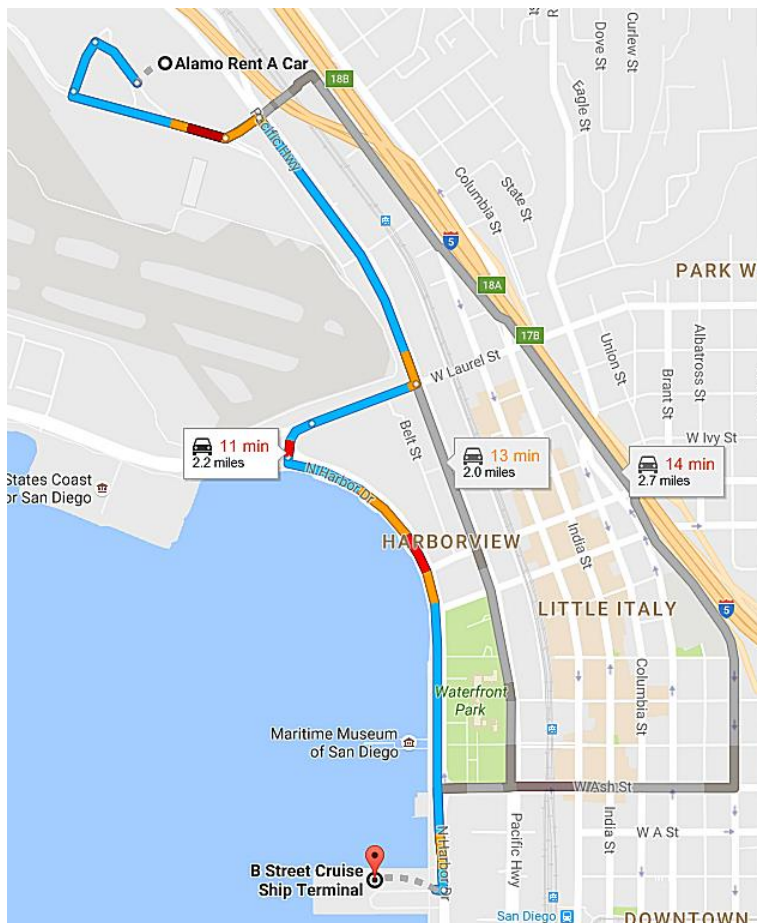 Alamo Rent A Car
18B
Curlew St
Dove St
R
Eagle St
Pacific Hwy
Columbia St
State St
5
PARK W
18A
17B
W Laurel St
Union St
Albatross St
Brant St
11 min
2.2 miles
Belt St
13 min
2.0 miles
W Ivy St
14 min
2.7 miles
States Coast
or San Diego
N Harbor Dr
HARBORVIEW
India St
LITTLE ITALY
5
Columbia St
Waterfront
Park
Maritime Museum
of San Diego
W Ash St
India St
W A St
Pacific Hwy
N Harbor Dr
B Street Cruise
Ship Terminal
San Diego
DOWNTOWN